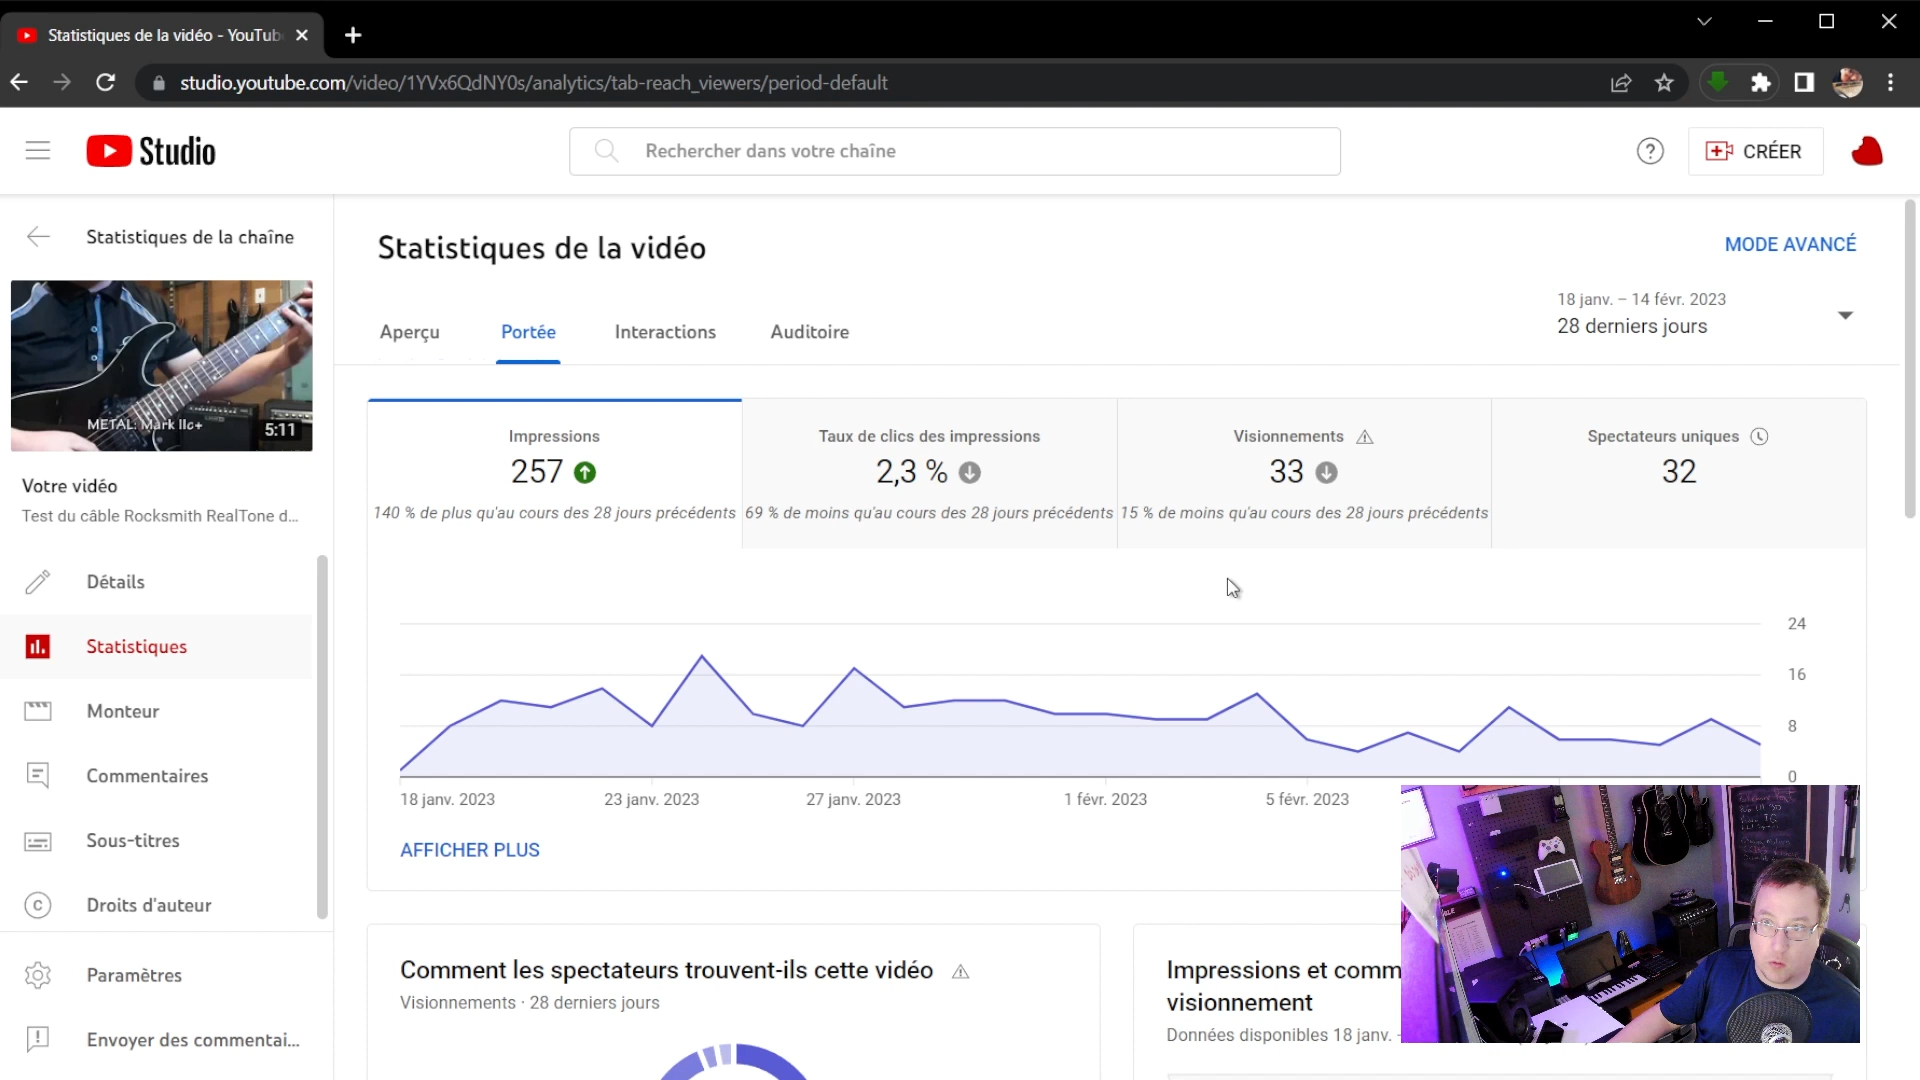 Statistiques de la vidéo - YouTub
studio.youtube.com/video/1YVx6QdNY0s/analytics/tab-reach_viewers/period-default
Studio
Rechercher dans votre chaîne
CRÉER
Statistiques de la chaîne
METAL: Mark IIc+
5:11
Votre vidéo
Test du câble Rocksmith RealTone d...
Détails
Statistiques
Monteur
Commentaires
Sous-titres
Droits d'auteur
Paramètres
Envoyer des commentai...
Statistiques de la vidéo
MODE AVANCÉ
Aperçu
Portée
Interactions
Auditoire
18 janv. – 14 févr. 2023
28 derniers jours
Impressions
257
140 % de plus qu'au cours des 28 jours précédents
Taux de clics des impressions
2,3 %
69 % de moins qu'au cours des 28 jours précédents
Visionnements
33
15 % de moins qu'au cours des 28 jours précédents
Spectateurs uniques
32
24
16
8
0
18 janv. 2023
23 janv. 2023
27 janv. 2023
1 févr. 2023
5 févr. 2023
AFFICHER PLUS
Comment les spectateurs trouvent-ils cette vidéo
Visionnements · 28 derniers jours
Impressions et comm
visionnement
Données disponibles 18 janv. -